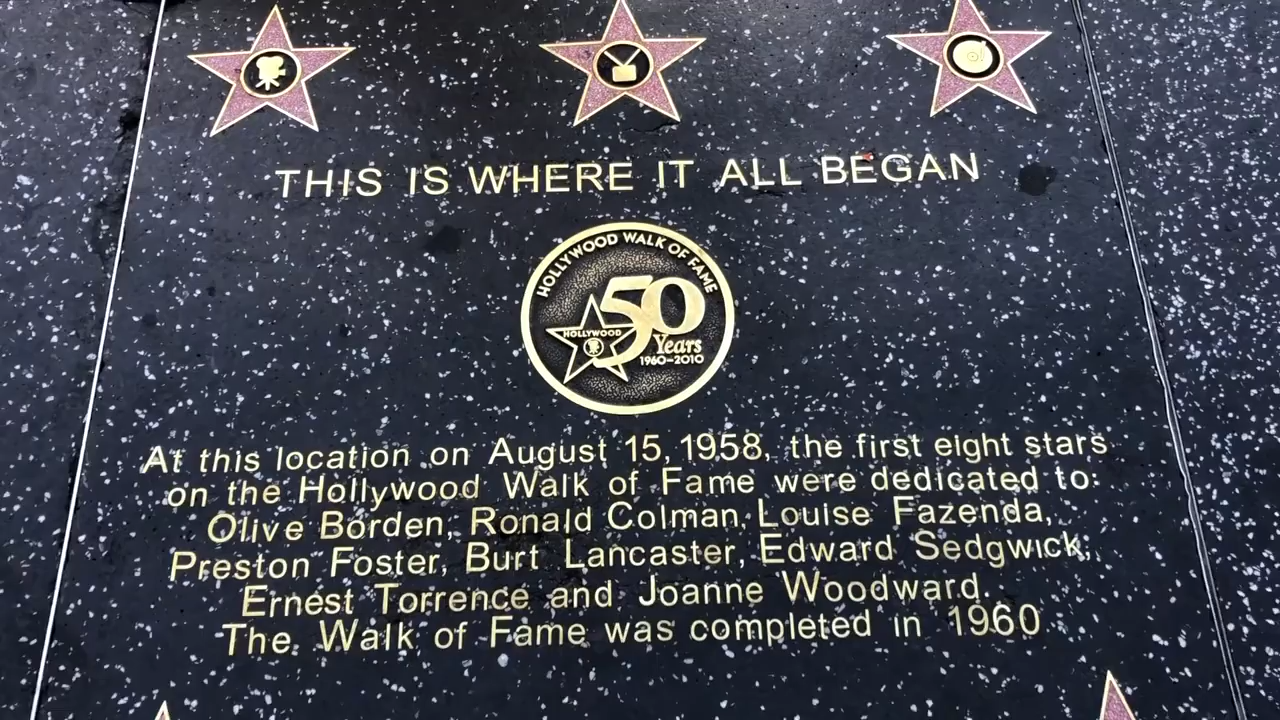 THIS IS WHERE IT ALL BEGAN
HOLLYWOOD WALK OF FAME
50
HOLLYWOOD
Years
1960-2010
At this location on August 15, 1958, the first eight stars
on the Hollywood Walk of Fame were dedicated to:
Olive Borden, Ronald Colman, Louise Fazenda,
Preston Foster, Burt Lancaster, Edward Sedgwick,
Ernest Torrence and Joanne Woodward.
The Walk of Fame was completed in 1960